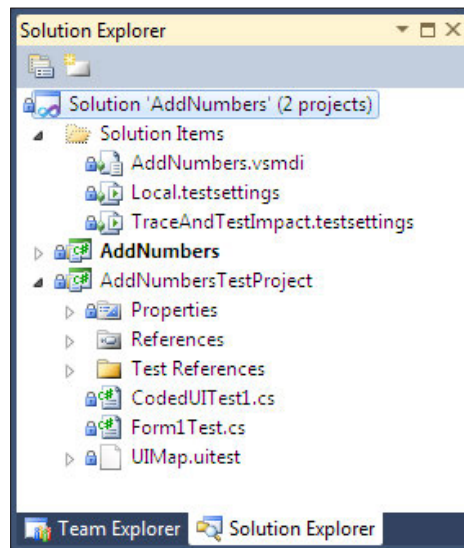 Solution Explorer
Solution 'AddNumbers' (2 projects)
Solution Items
AddNumbers.vsmdi
Local.testsettings
TraceAndTestImpact.testsettings
AddNumbers
AddNumbersTestProject
Properties
References
Test References
CodedUITest1.cs
Form1Test.cs
UIMap.uitest
Team Explorer Solution Explorer